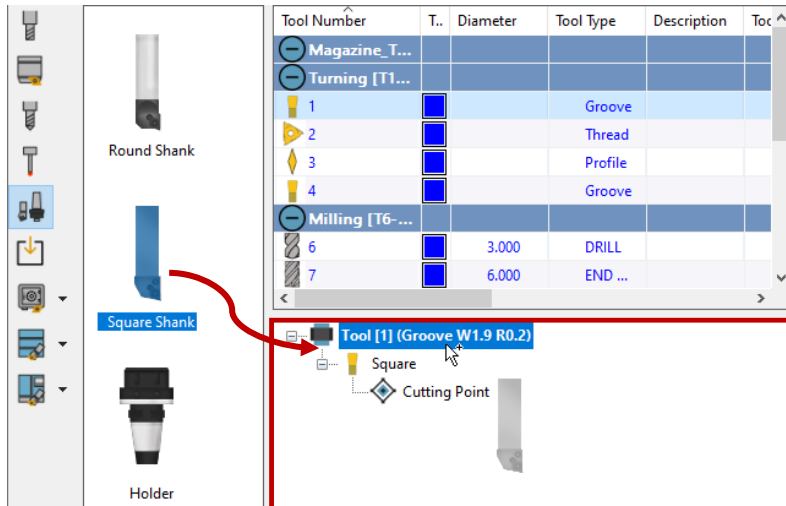 Round Shank
Square Shank
Holder
Tool Number T.. Diameter Tool Type Description Toc
Magazine_T...
Turning [T1...
1 Groove
2 Thread
3 Profile
4 Groove
Milling [T6-...
6 3.000 DRILL
7 6.000 END ...
Tool [1] (Groove W1.9 R0.2)
Square
Cutting Point